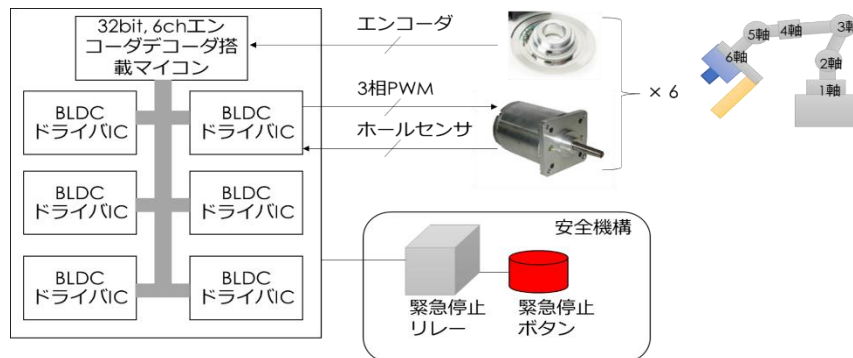 32bit, 6chエン
コーダデコーダ搭
載マイコン
BLDC
ドライバIC
BLDC
ドライバIC
BLDC
ドライバIC
BLDC
ドライバIC
BLDC
ドライバIC
BLDC
ドライバIC
エンコーダ
3相PWM
ホールセンサ
× 6
安全機構
緊急停止
リレー
緊急停止
ボタン
6軸
5軸
4軸
3軸
2軸
1軸